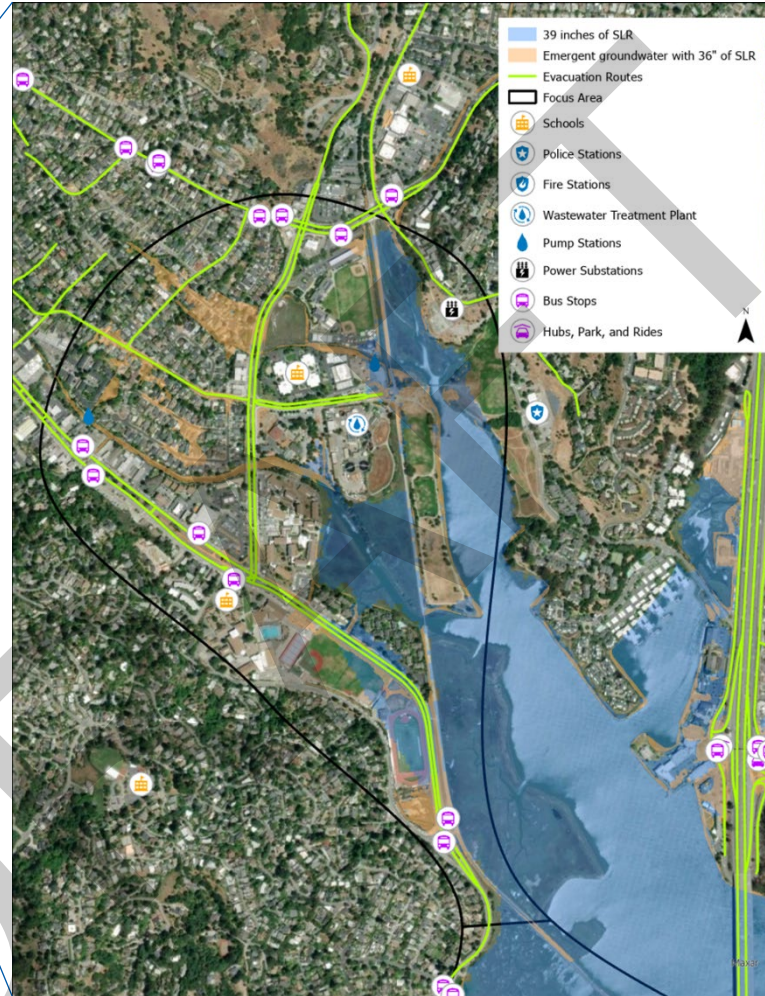 39 inches of SLR
Emergent groundwater with 36" of SLR
Evacuation Routes
Focus Area
Schools
Police Stations
Fire Stations
Wastewater Treatment Plant
Pump Stations
Power Substations
Bus Stops
Hubs, Park, and Rides
N
Maxar